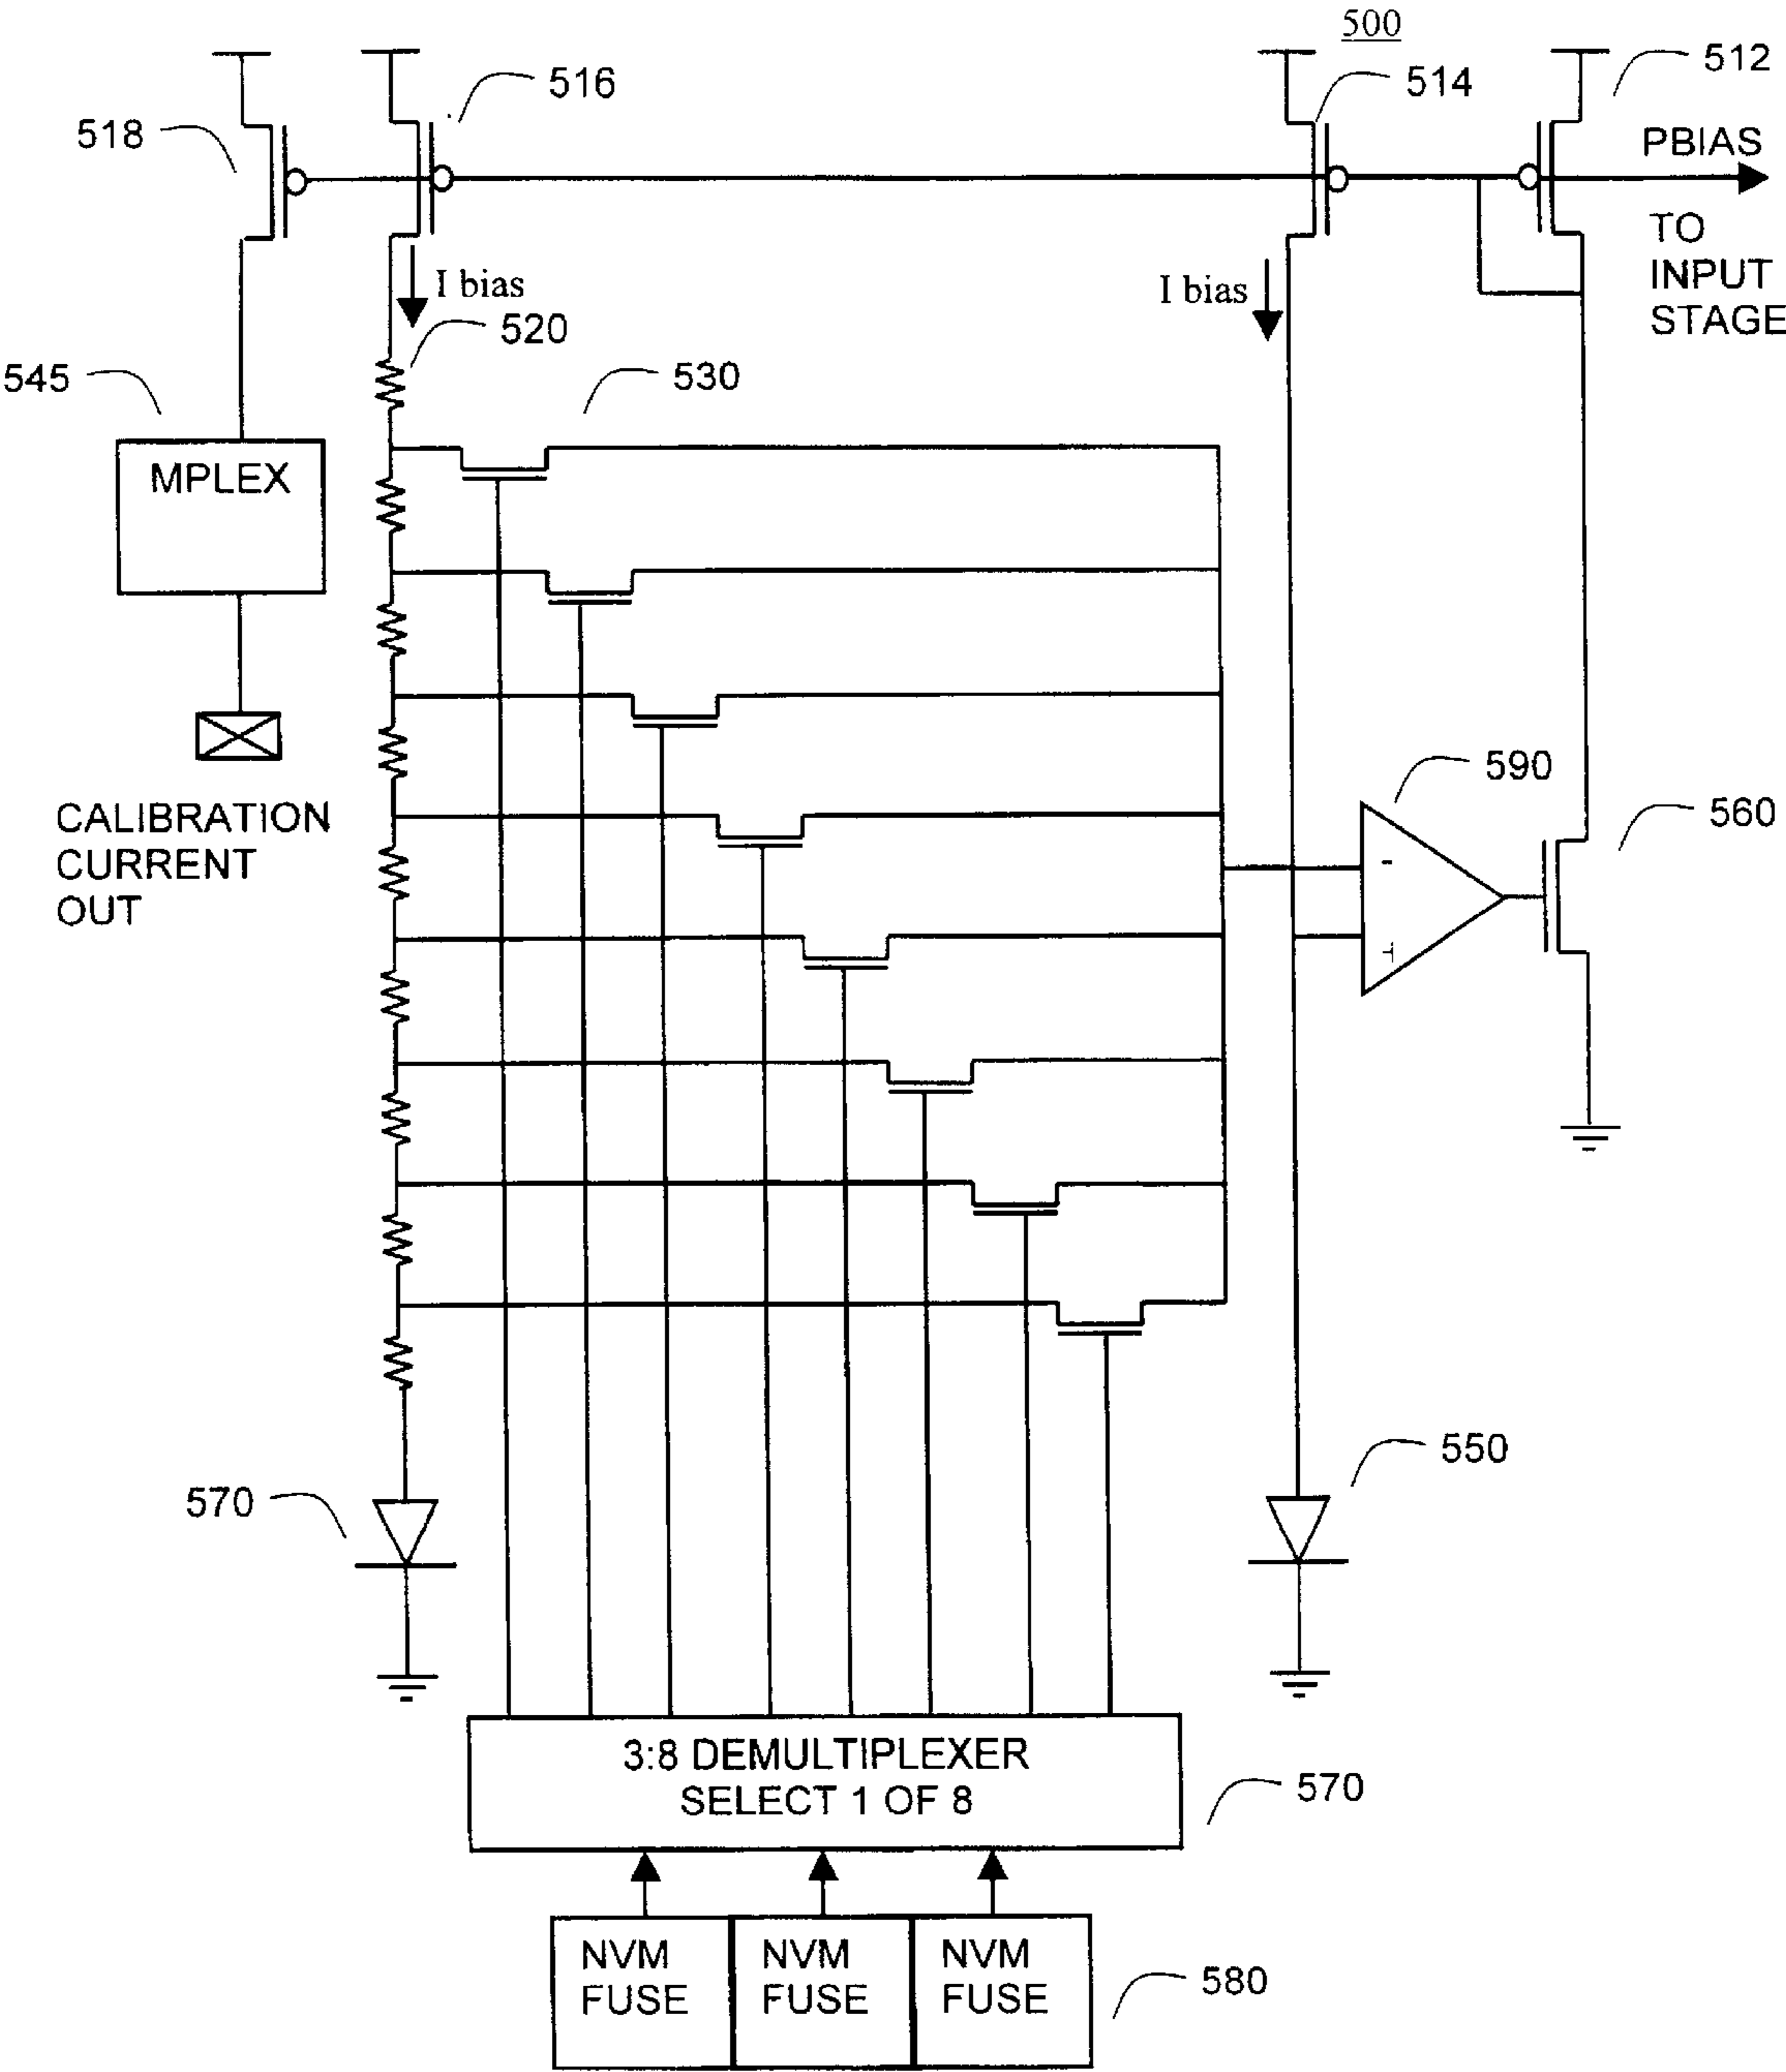 500
516
514
512
518
PBIAS
TO
INPUT
STAGE
I bias
I bias
520
545
530
MPLEX
590
560
CALIBRATION
CURRENT
OUT
-
+
550
570
3:8 DEMULTIPLEXER
SELECT 1 OF 8
570
NVM
FUSE
NVM
FUSE
NVM
FUSE
580